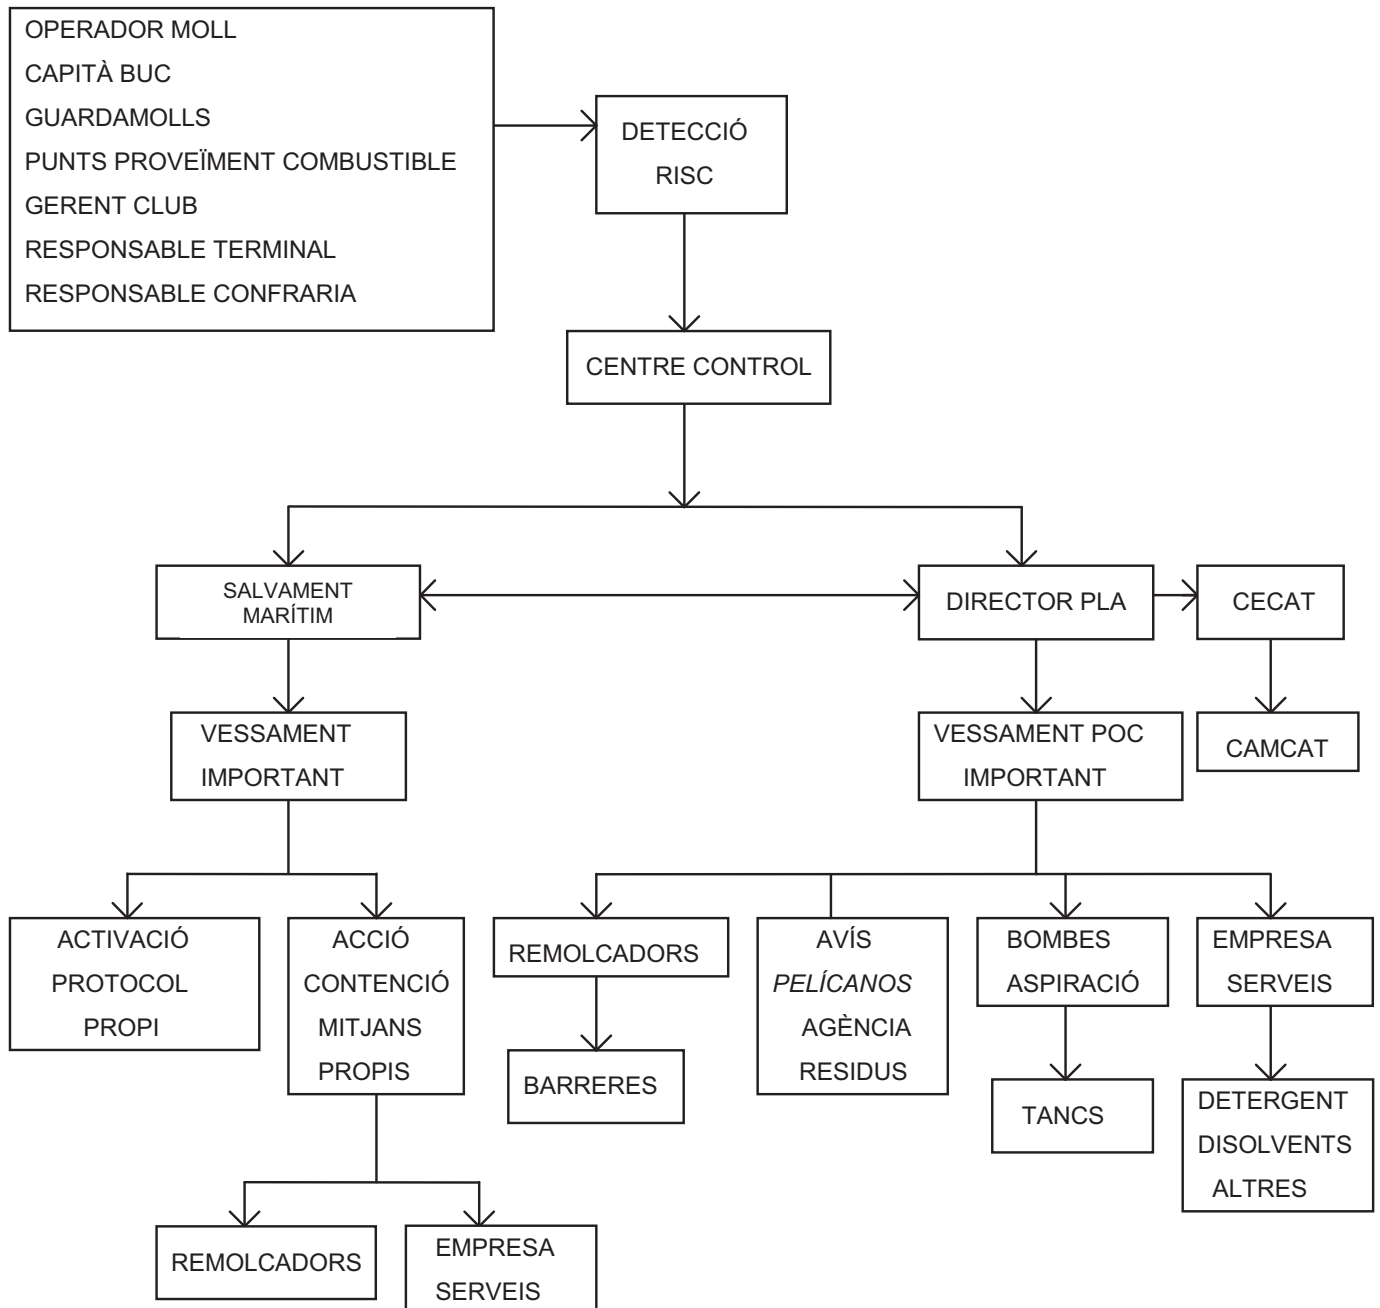 OPERADOR MOLL
CAPITÀ BUC
GUARDAMOLLS
PUNTS PROVEÏMENT COMBUSTIBLE
GERENT CLUB
RESPONSABLE TERMINAL
RESPONSABLE CONFRARIA
DETECCIÓ
RISC
CENTRE CONTROL
SALVAMENT
MARÍTIM
DIRECTOR PLA
CECAT
VESSAMENT
IMPORTANT
VESSAMENT POC
IMPORTANT
CAMCAT
ACTIVACIÓ
PROTOCOL
PROPI
ACCIÓ
CONTENCIÓ
MITJANS
PROPIS
REMOLCADORS
AVÍS
PELÍCANOS
AGÈNCIA
RESIDUS
BOMBES
ASPIRACIÓ
EMPRESA
SERVEIS
BARRERES
TANCS
DETERGENT
DISOLVENTS
ALTRES
REMOLCADORS
EMPRESA
SERVEIS